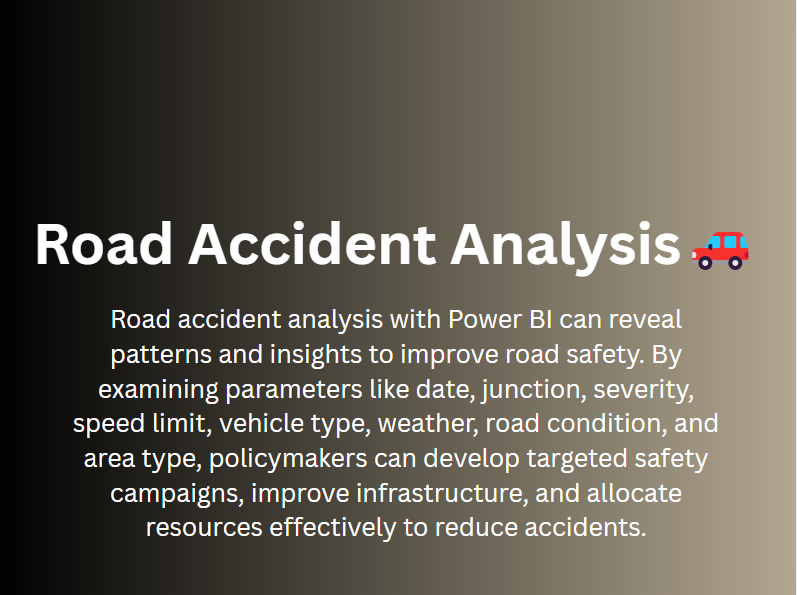 Road Accident Analysis
Road accident analysis with Power BI can reveal
patterns and insights to improve road safety. By
examining parameters like date, junction, severity,
speed limit, vehicle type, weather, road condition, and
area type, policymakers can develop targeted safety
campaigns, improve infrastructure, and allocate
resources effectively to reduce accidents.